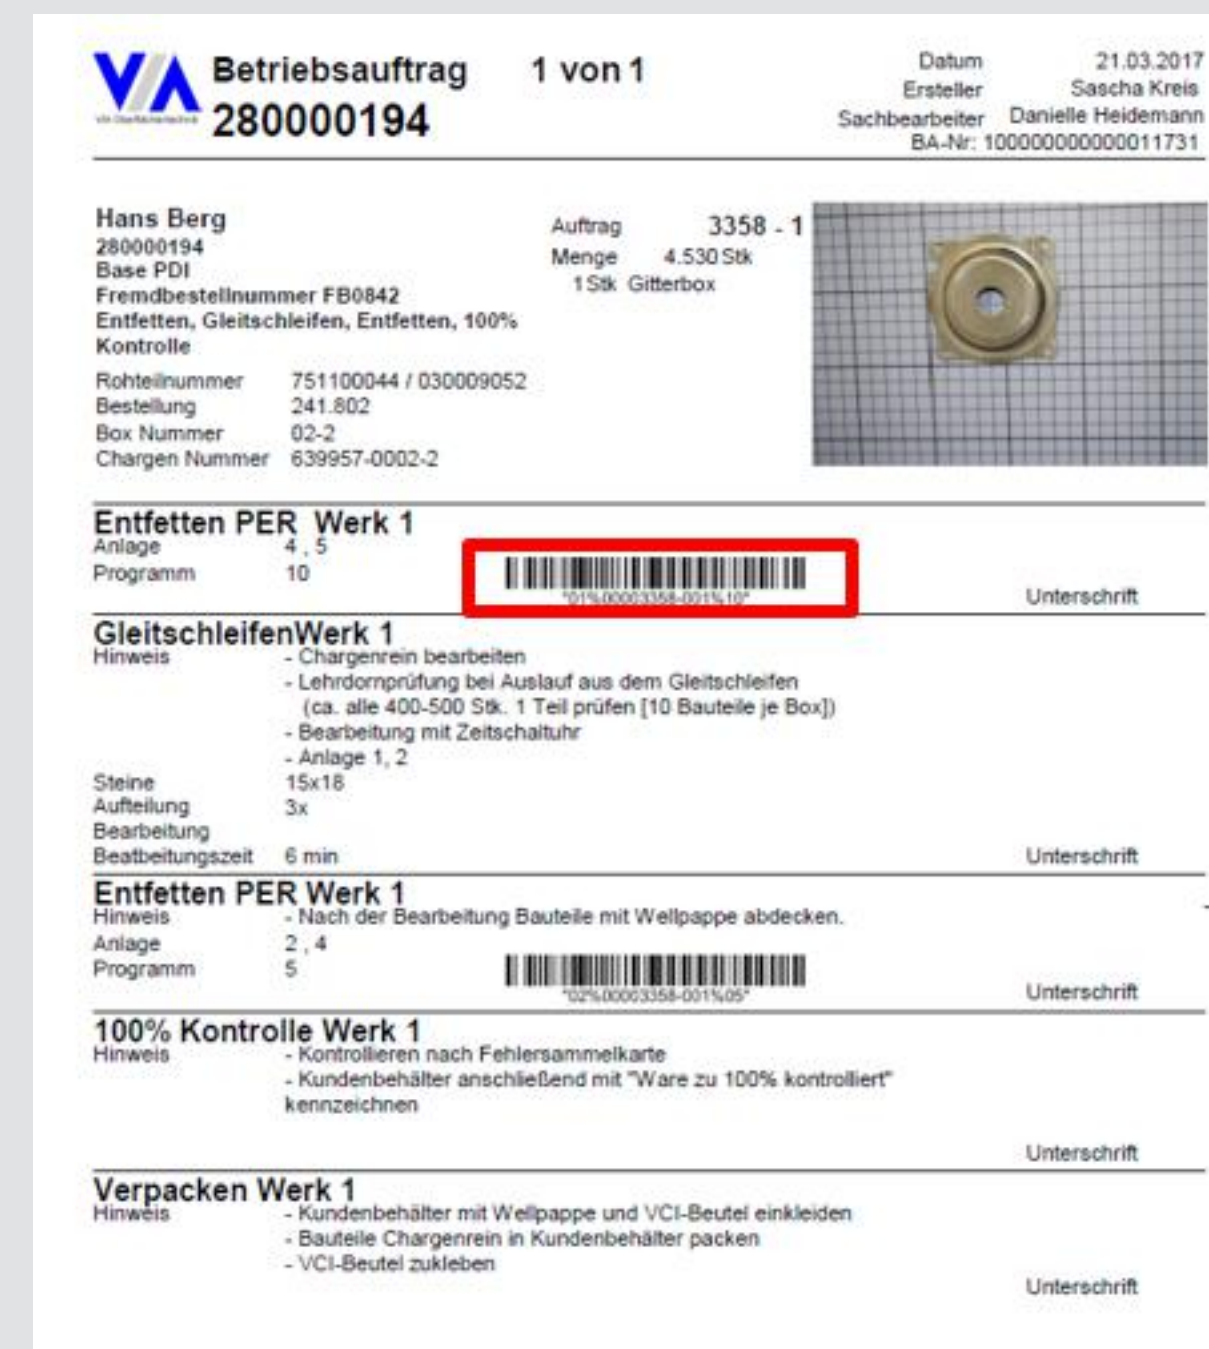 Betriebsauftrag 1 von 1
280000194
VIA Oberflächentechnik
Datum 21.03.2017
Ersteller Sascha Kreis
Sachbearbeiter Danielle Heidemann
BA-Nr: 100000000000011731
Hans Berg
280000194
Base PDI
Fremdbestellnummer FB0842
Entfetten, Gleitschleifen, Entfetten, 100%
Kontrolle
Auftrag 3358 - 1
Menge 4.530 Stk
1 Stk Gitterbox
Rohteilnummer 751100044 / 030009052
Bestellung 241.802
Box Nummer 02-2
Chargen Nummer 639957-0002-2
Entfetten PER Werk 1
Anlage 4 , 5
Programm 10
*01%00003358-001%10*
Unterschrift
GleitschleifenWerk 1
Hinweis - Chargenrein bearbeiten
- Lehrdornprüfung bei Auslauf aus dem Gleitschleifen
(ca. alle 400-500 Stk. 1 Teil prüfen [10 Bauteile je Box])
- Bearbeitung mit Zeitschaltuhr
- Anlage 1, 2
Steine 15x18
Aufteilung 3x
Bearbeitung
Beatbeitungszeit 6 min
Unterschrift
Entfetten PER Werk 1
Hinweis - Nach der Bearbeitung Bauteile mit Wellpappe abdecken.
Anlage 2 , 4
Programm 5
*02%00003358-001%05*
Unterschrift
100% Kontrolle Werk 1
Hinweis - Kontrollieren nach Fehlersammelkarte
- Kundenbehälter anschließend mit "Ware zu 100% kontrolliert"
kennzeichnen
Unterschrift
Verpacken Werk 1
Hinweis - Kundenbehälter mit Wellpappe und VCI-Beutel einkleiden
- Bauteile Chargenrein in Kundenbehälter packen
- VCI-Beutel zukleben
Unterschrift